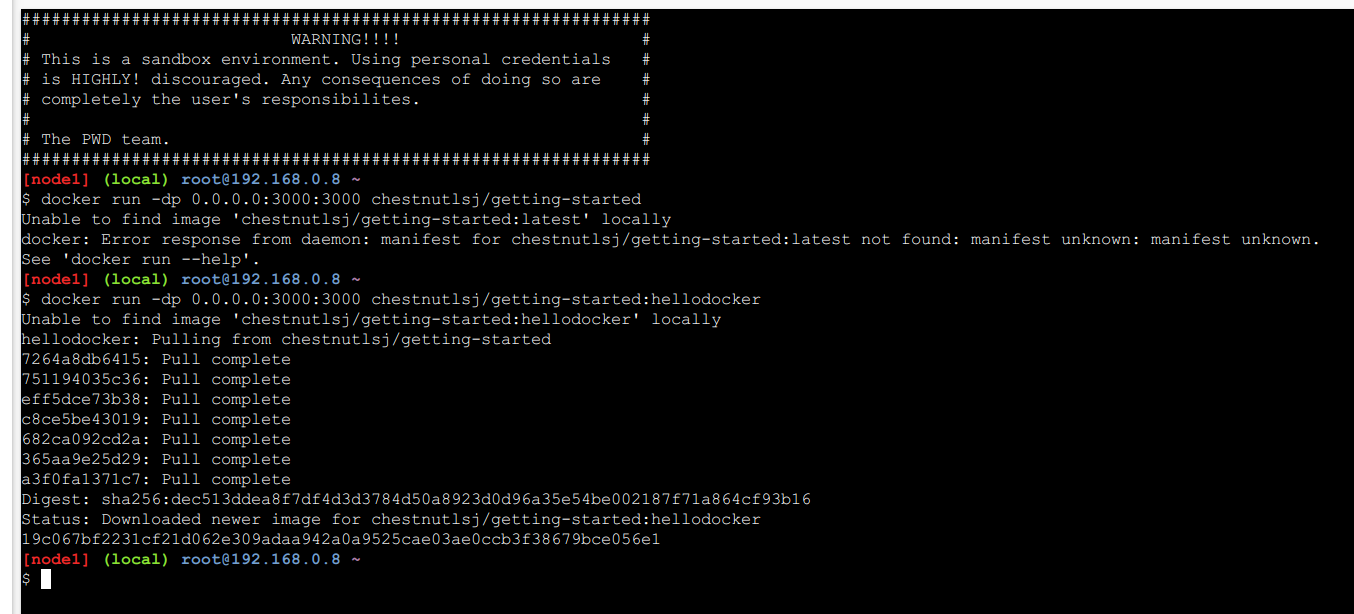 ###############################################################
#                          WARNING!!!!                        #
# This is a sandbox environment. Using personal credentials   #
# is HIGHLY! discouraged. Any consequences of doing so are    #
# completely the user's responsibilites.                      #
#                                                             #
# The PWD team.                                               #
###############################################################
[node1] (local) root@192.168.0.8 ~
$ docker run -dp 0.0.0.0:3000:3000 chestnutlsj/getting-started
Unable to find image 'chestnutlsj/getting-started:latest' locally
docker: Error response from daemon: manifest for chestnutlsj/getting-started:latest not found: manifest unknown: manifest unknown.
See 'docker run --help'.
[node1] (local) root@192.168.0.8 ~
$ docker run -dp 0.0.0.0:3000:3000 chestnutlsj/getting-started:hellodocker
Unable to find image 'chestnutlsj/getting-started:hellodocker' locally
hellodocker: Pulling from chestnutlsj/getting-started
7264a8db6415: Pull complete
751194035c36: Pull complete
eff5dce73b38: Pull complete
c8ce5be43019: Pull complete
682ca092cd2a: Pull complete
365aa9e25d29: Pull complete
a3f0fa1371c7: Pull complete
Digest: sha256:dec513ddea8f7df4d3d3784d50a8923d0d96a35e54be002187f71a864cf93b16
Status: Downloaded newer image for chestnutlsj/getting-started:hellodocker
19c067bf2231cf21d062e309adaa942a0a9525cae03ae0ccb3f38679bce056e1
[node1] (local) root@192.168.0.8 ~
$